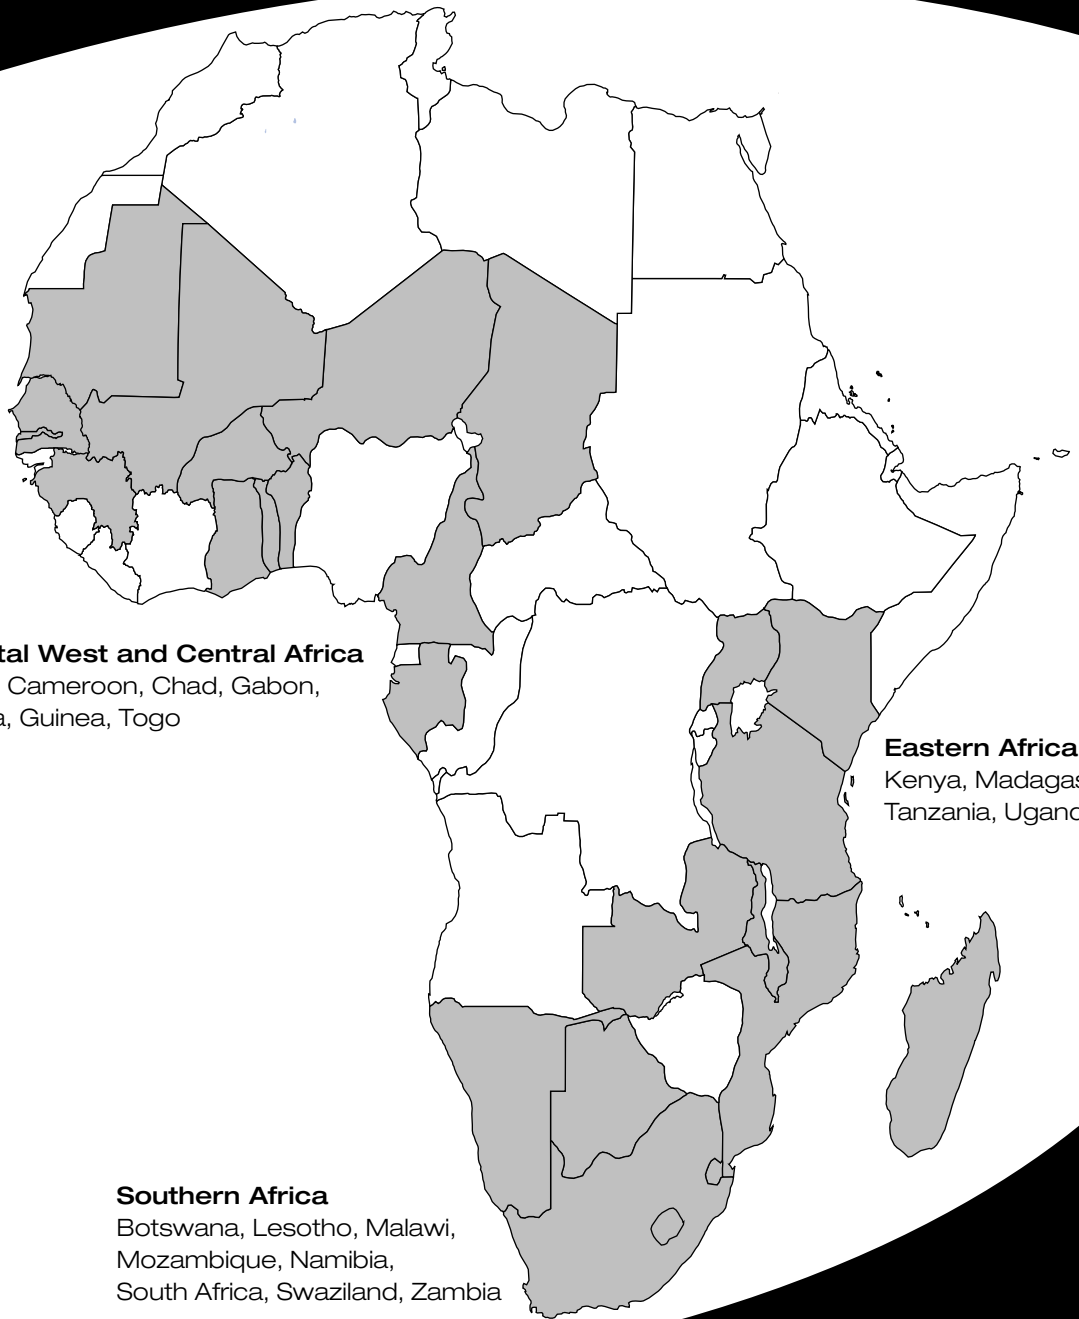 tal West and Central Africa
Cameroon, Chad, Gabon,
a, Guinea, Togo
Eastern Africa
Kenya, Madagas
Tanzania, Ugand
Southern Africa
Botswana, Lesotho, Malawi,
Mozambique, Namibia,
South Africa, Swaziland, Zambia